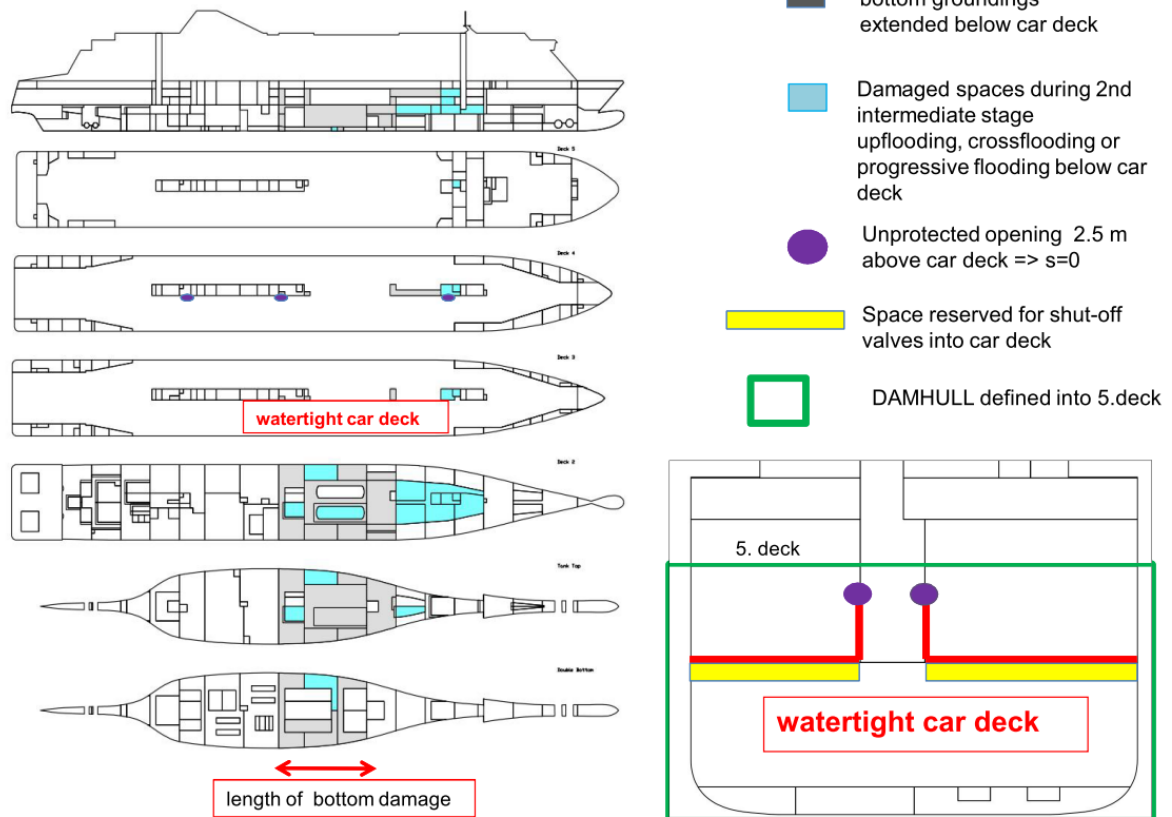 bottom groundings
extended below car deck
Damaged spaces during 2nd
intermediate stage
upflooding, crossflooding or
progressive flooding below car
deck
Unprotected opening 2.5 m
above car deck => s=0
Space reserved for shut-off
valves into car deck
DAMHULL defined into 5.deck
Deck 5
Deck 4
Deck 3
watertight car deck
Deck 2
Tank Top
Double Bottom
length of bottom damage
5. deck
watertight car deck